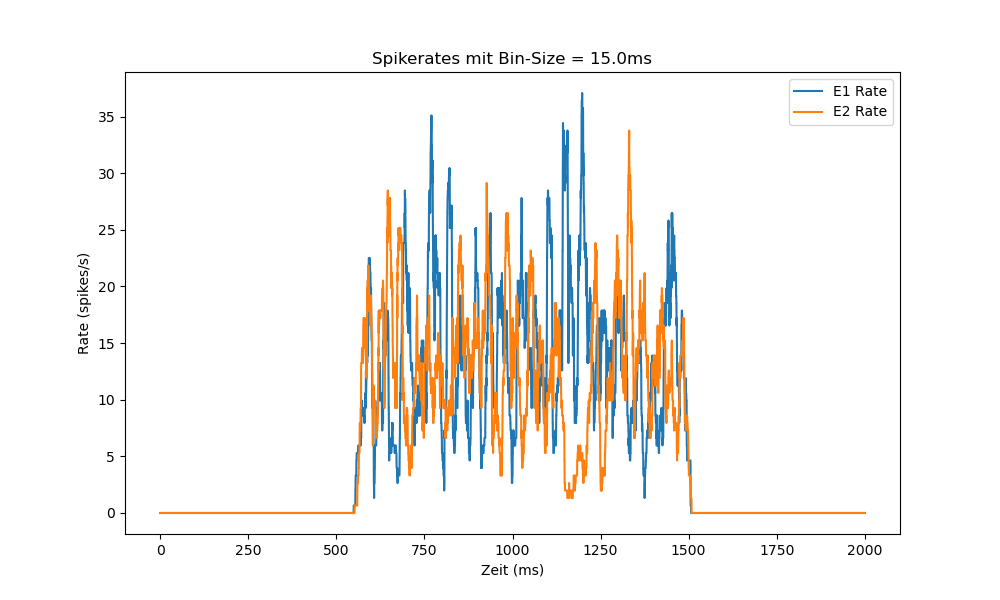 Spikerates mit Bin-Size = 15.0ms
E1 Rate
E2 Rate
Rate (spikes/s)
35
30
25
20
15
10
5
0
0 250 500 750 1000 1250 1500 1750 2000
Zeit (ms)